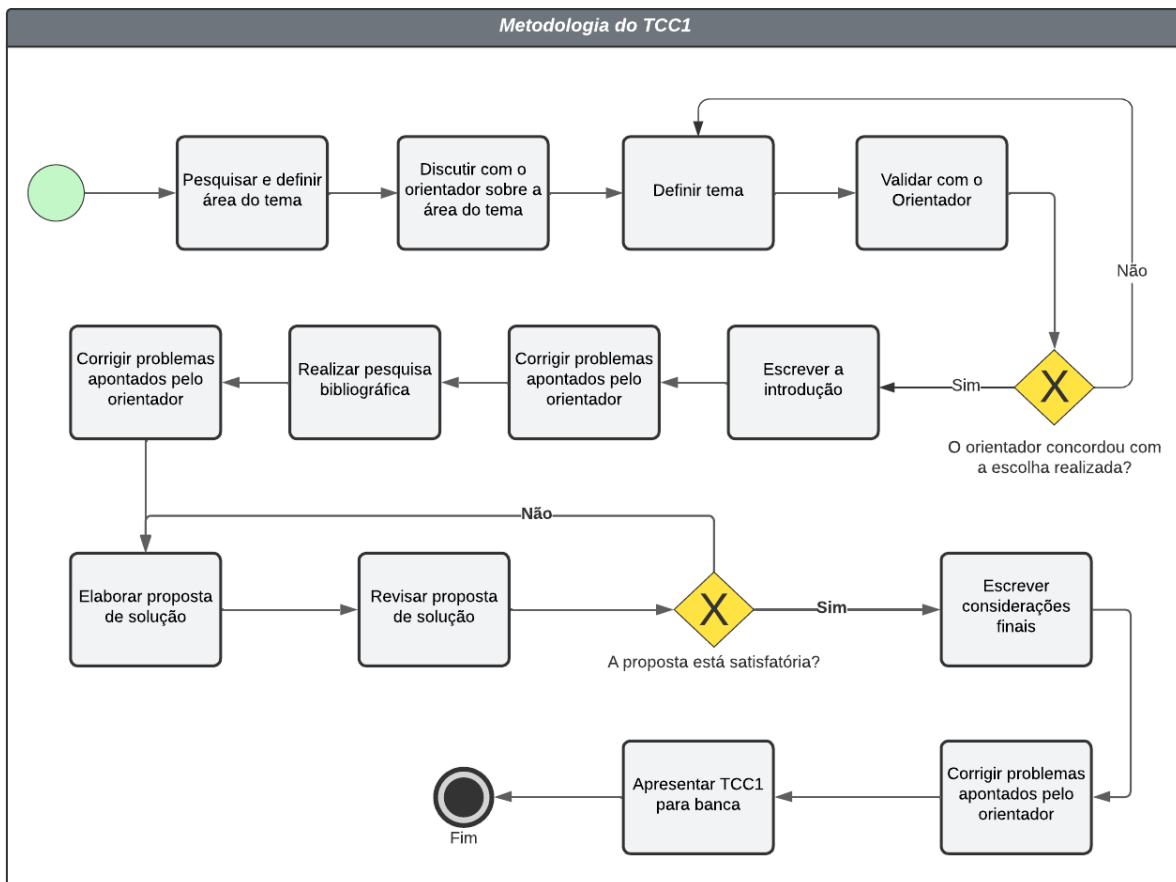 Metodologia do TCC1
Pesquisar e definir
área do tema
Discutir com o
orientador sobre a
área do tema
Definir tema
Validar com o
Orientador
Não
Corrigir problemas
apontados pelo
orientador
Realizar pesquisa
bibliográfica
Corrigir problemas
apontados pelo
orientador
Escrever a
introdução
Sim
X
O orientador concordou com
a escolha realizada?
Não
Elaborar proposta
de solução
Revisar proposta
de solução
X
A proposta está satisfatória?
Sim
Escrever
considerações
finais
Fim
Apresentar TCC1
para banca
Corrigir problemas
apontados pelo
orientador